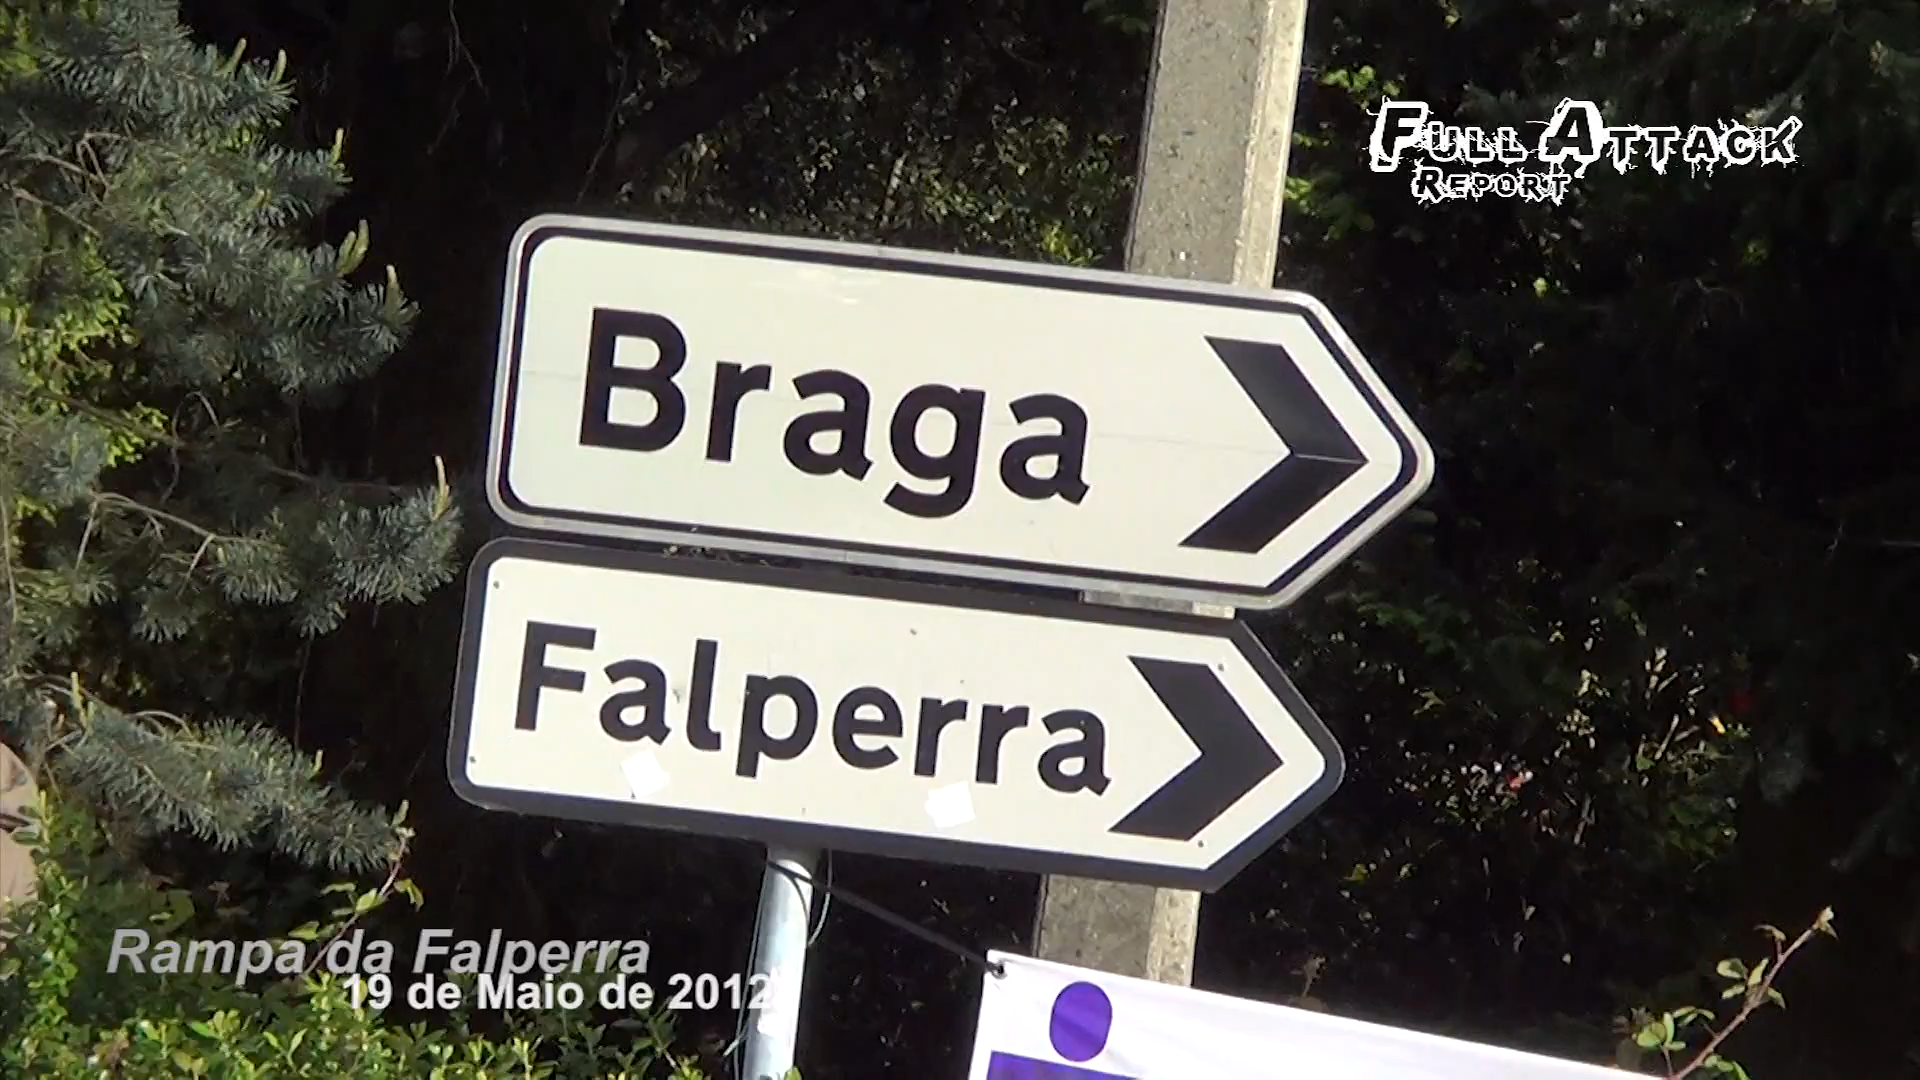 Full Attack
Report
Braga
Falperra
Rampa da Falperra
19 de Maio de 2012